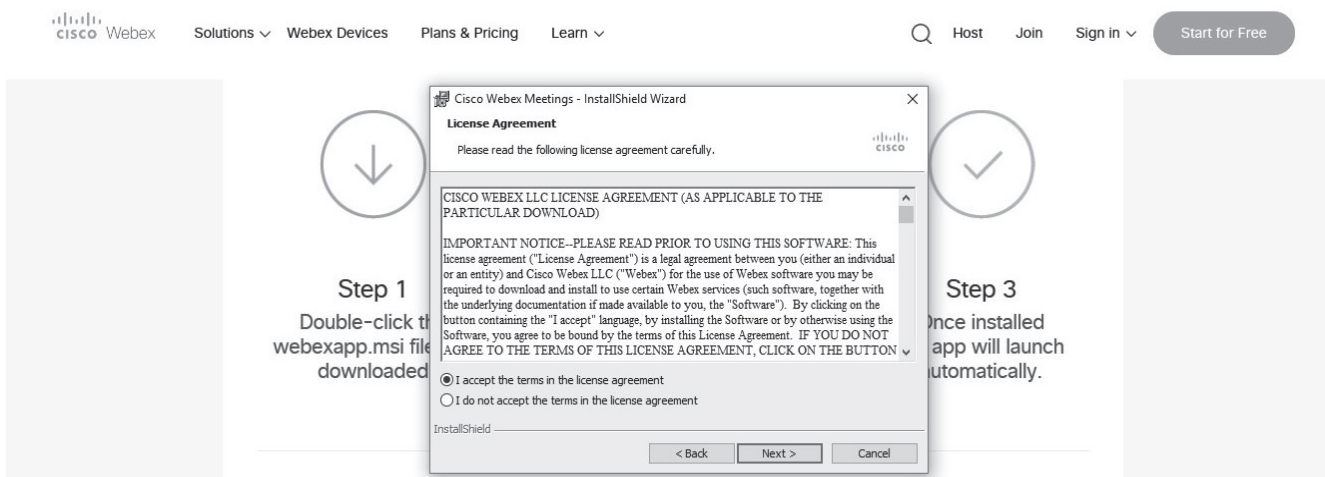 cisco Webex Solutions Webex Devices Plans & Pricing Learn Host Join Sign in Start for Free
Cisco Webex Meetings - InstallShield Wizard
License Agreement
Please read the following license agreement carefully.
cisco
CISCO WEBEX LLC LICENSE AGREEMENT (AS APPLICABLE TO THE
PARTICULAR DOWNLOAD)
IMPORTANT NOTICE--PLEASE READ PRIOR TO USING THIS SOFTWARE: This
license agreement ("License Agreement") is a legal agreement between you (either an individual
or an entity) and Cisco Webex LLC ("Webex") for the use of Webex software you may be
required to download and install to use certain Webex services (such software, together with
the underlying documentation if made available to you, the "Software"). By clicking on the
button containing the "I accept" language, by installing the Software or by otherwise using the
Software, you agree to be bound by the terms of this License Agreement. IF YOU DO NOT
AGREE TO THE TERMS OF THIS LICENSE AGREEMENT, CLICK ON THE BUTTON
I accept the terms in the license agreement
I do not accept the terms in the license agreement
InstallShield
< Back Next > Cancel
Step 1
Double-click
webexapp.msi file
downloaded
Step 3
Once installed
app will launch
automatically.